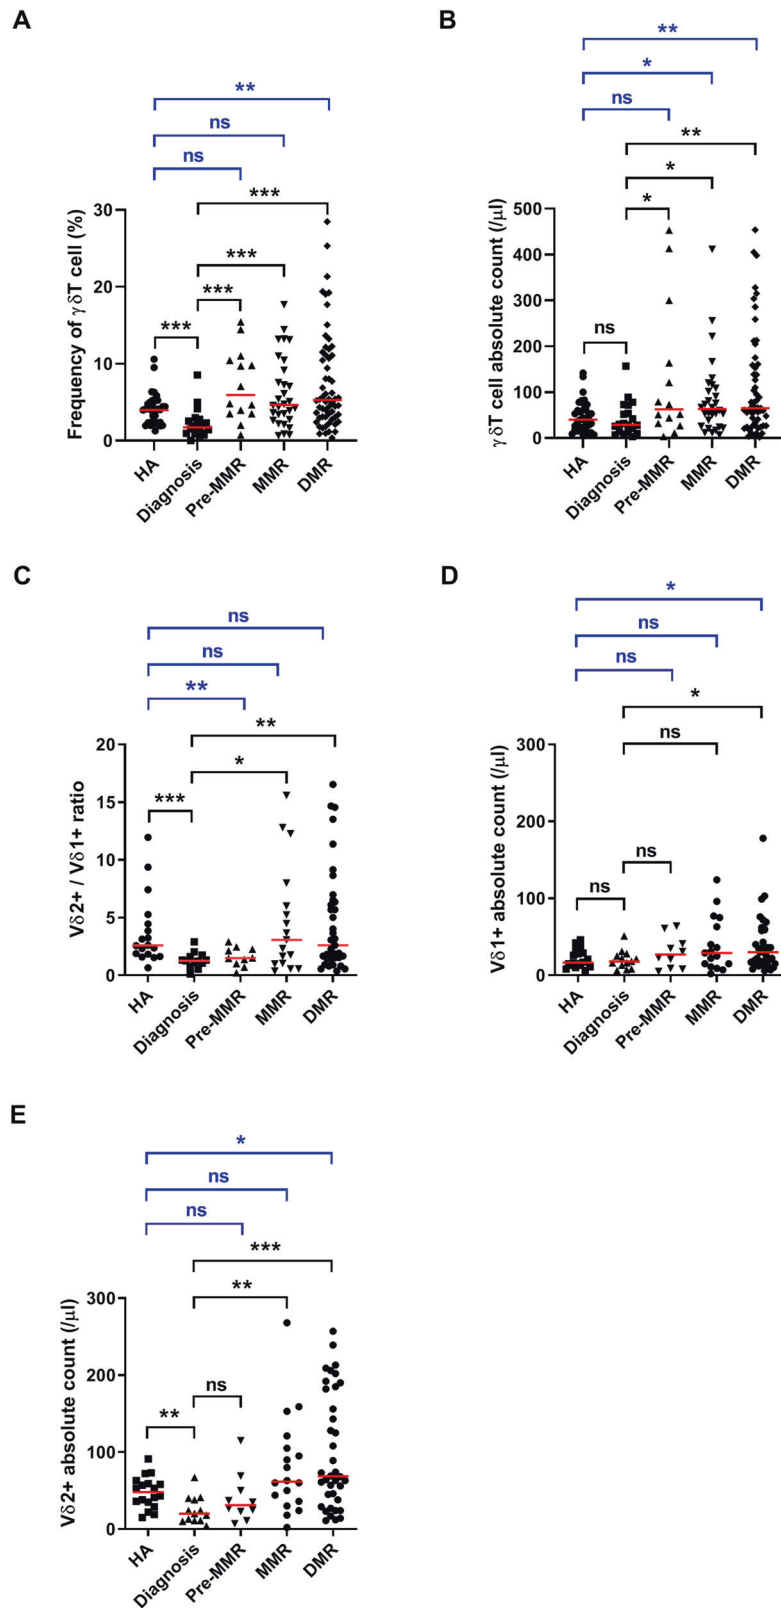 A
**
ns
ns
***
***
***
***
Frequency of γδT cell (%)
30
20
10
0
HA
Diagnosis
Pre-MMR
MMR
DMR
B
**
*
ns
**
*
*
ns
γδT cell absolute count (/μl)
500
400
300
200
100
0
HA
Diagnosis
Pre-MMR
MMR
DMR
C
ns
ns
**
**
*
***
Vδ2+ / Vδ1+ ratio
20
15
10
5
0
HA
Diagnosis
Pre-MMR
MMR
DMR
D
*
ns
ns
*
ns
ns
ns
Vδ1+ absolute count (/μl)
300
200
100
0
HA
Diagnosis
Pre-MMR
MMR
DMR
E
*
ns
ns
***
**
ns
**
Vδ2+ absolute count (/μl)
300
200
100
0
HA
Diagnosis
Pre-MMR
MMR
DMR